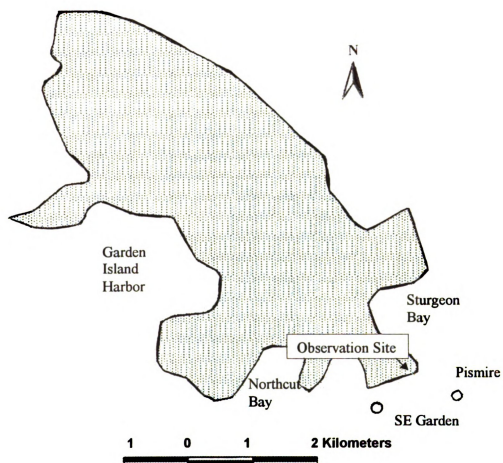 N
Garden
Island
Harbor
Sturgeon
Bay
Observation Site
Pismire
Northcut
Bay
SE Garden
1 0 1 2 Kilometers